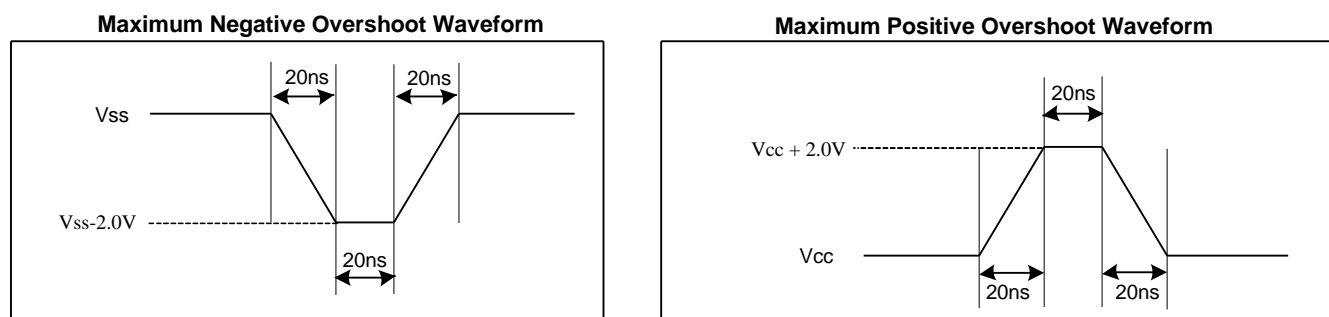 Maximum Negative Overshoot Waveform
20ns 20ns
Vss
Vss-2.0V
20ns
Maximum Positive Overshoot Waveform
20ns
Vcc + 2.0V
Vcc
20ns 20ns